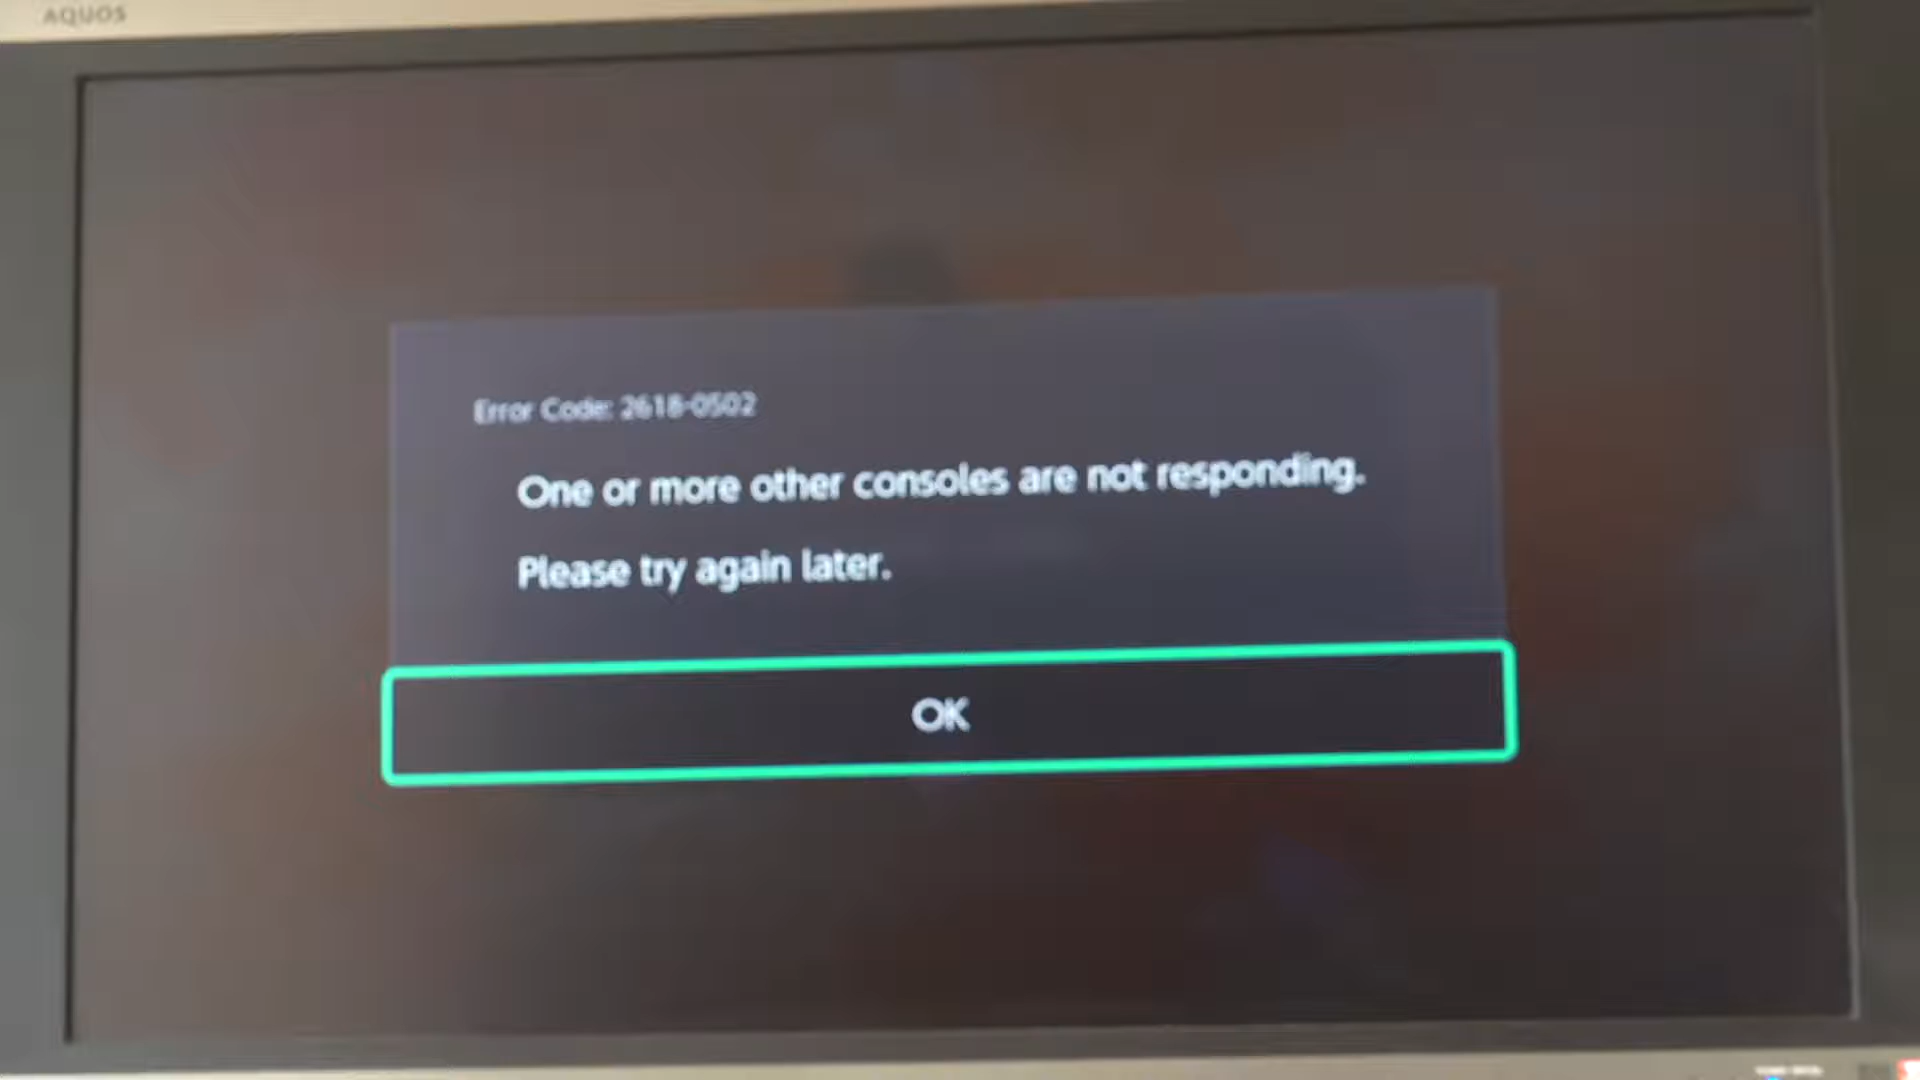 AQUOS
Error Code: 2618-0502
One or more other consoles are not responding.
Please try again later.
OK